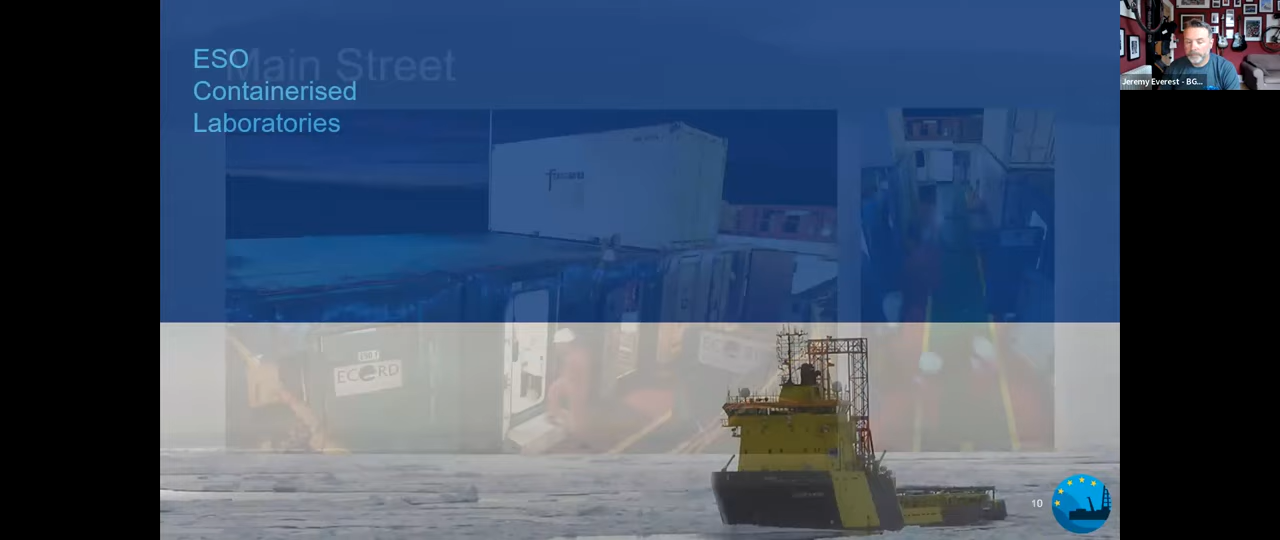 ESO
Main Street
Containerised
Laboratories
ECORD
ECORD
10
Jeremy Everest - BG...